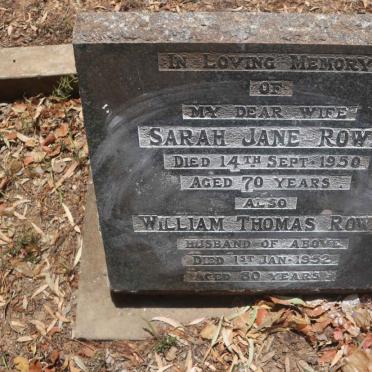 IN LOVING MEMORY
OF
MY DEAR WIFE
SARAH JANE ROW
DIED 14TH SEPT. 1950
AGED 70 YEARS.
ALSO
WILLIAM THOMAS ROW
HUSBAND OF ABOVE
DIED 1ST JAN. 1952
AGED 80 YEARS.